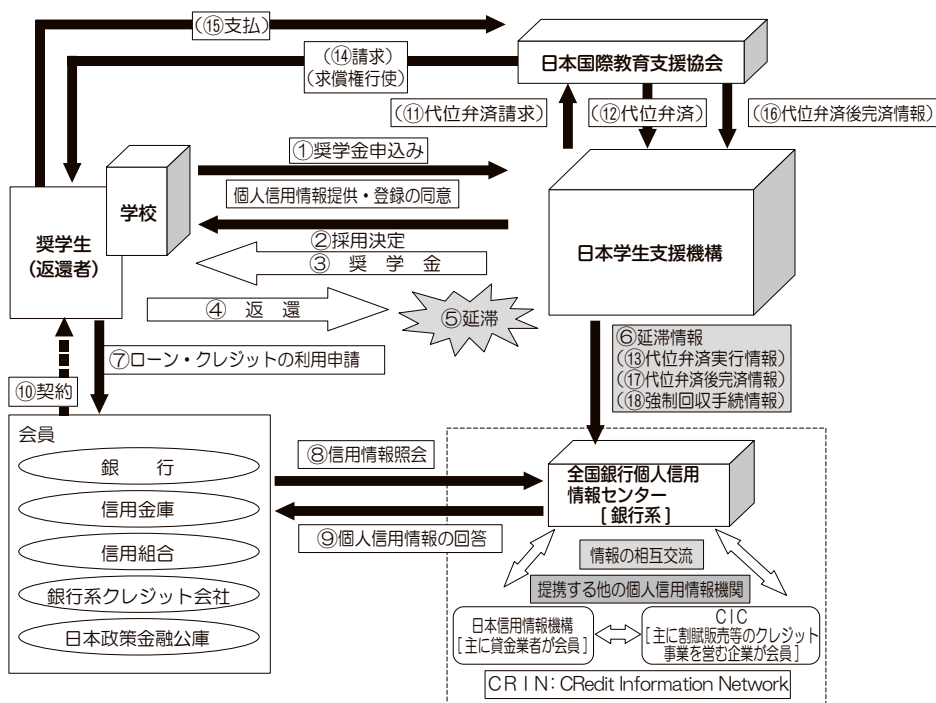 (⑮支払)
(⑭請求)
(求償権行使)
日本国際教育支援協会
(⑪代位弁済請求)
(⑫代位弁済)
(⑯代位弁済後完済情報)
①奨学金申込み
個人信用情報提供・登録の同意
学校
奨学生
(返還者)
②採用決定
③ 奨 学 金
日本学生支援機構
④ 返 還
⑤延滞
⑥延滞情報
(⑬代位弁済実行情報)
(⑰代位弁済後完済情報)
(⑱強制回収手続情報)
⑦ローン・クレジットの利用申請
⑩契約
会員
銀 行
信用金庫
信用組合
銀行系クレジット会社
日本政策金融公庫
⑧信用情報照会
⑨個人信用情報の回答
全国銀行個人信用
情報センター
[銀行系]
情報の相互交流
提携する他の個人信用情報機関
日本信用情報機構
[主に貸金業者が会員]
CIC
[主に割賦販売等のクレジット
事業を営む企業が会員]
CRIN:CRedit Information Network